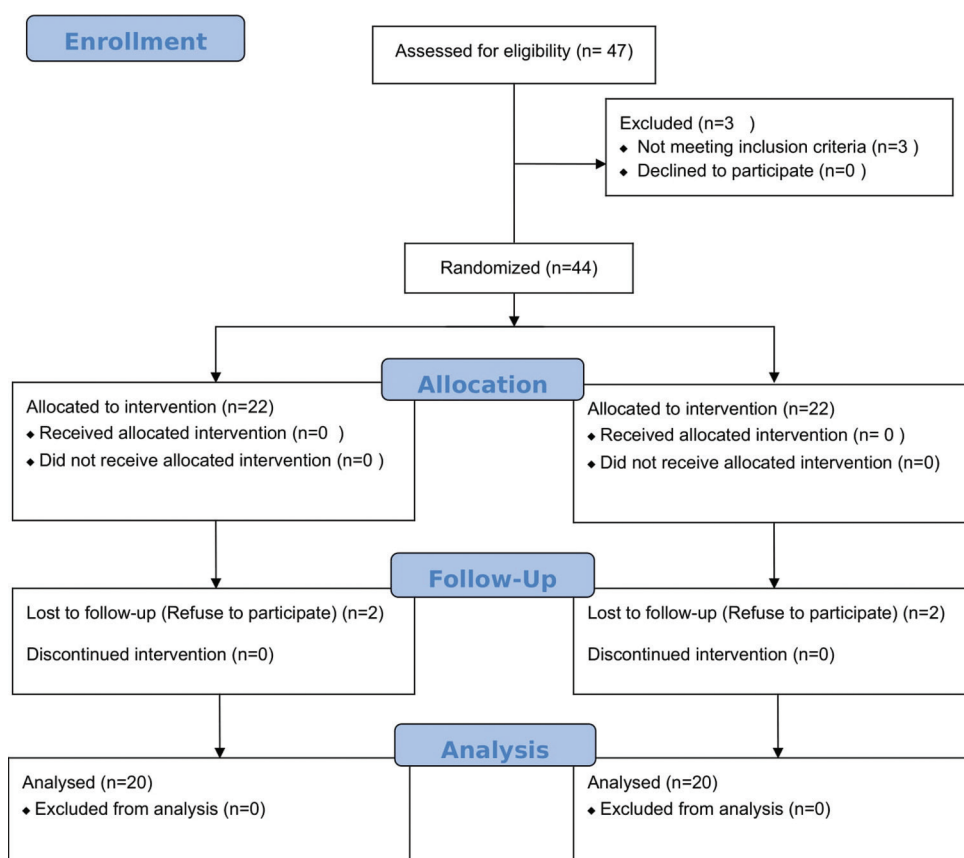 Enrollment
Assessed for eligibility (n= 47)
Excluded (n=3 )
◆ Not meeting inclusion criteria (n=3 )
◆ Declined to participate (n=0 )
Randomized (n=44)
Allocation
Allocated to intervention (n=22)
◆ Received allocated intervention (n=0 )
◆ Did not receive allocated intervention (n=0 )
Allocated to intervention (n=22)
◆ Received allocated intervention (n= 0 )
◆ Did not receive allocated intervention (n=0)
Follow-Up
Lost to follow-up (Refuse to participate) (n=2)
Discontinued intervention (n=0)
Lost to follow-up (Refuse to participate) (n=2)
Discontinued intervention (n=0)
Analysis
Analysed (n=20)
◆ Excluded from analysis (n=0)
Analysed (n=20)
◆ Excluded from analysis (n=0)